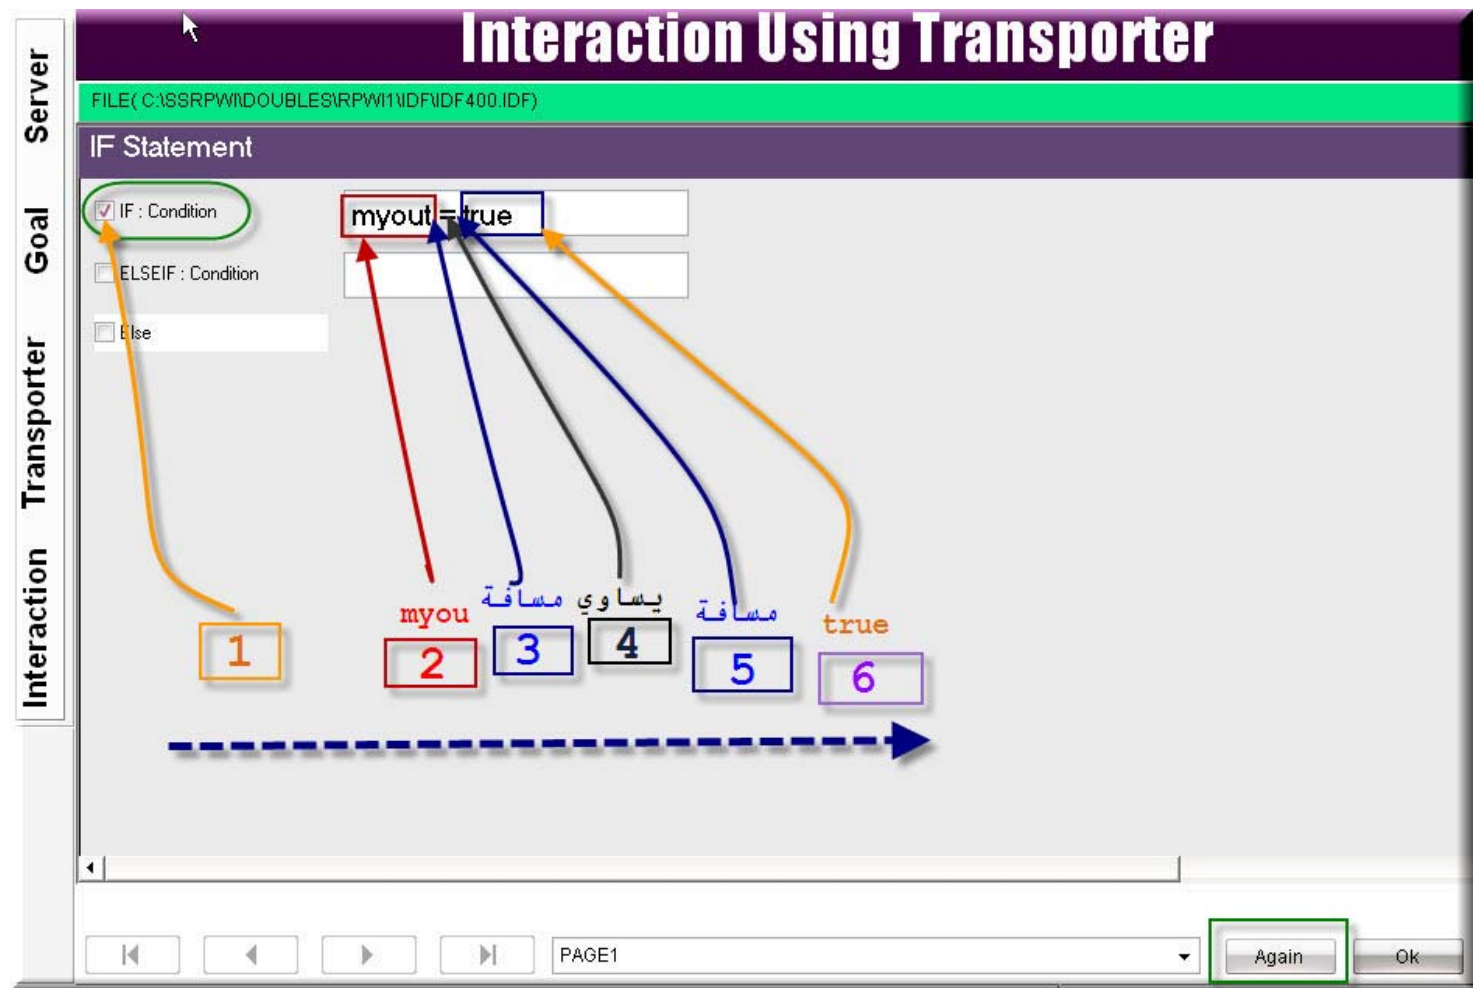 Interaction Using Transporter
FILE( C:\SSRPWI\DOUBLES\RPWI1\IDF\IDF400.IDF)
IF Statement
IF : Condition
myout = true
ELSEIF : Condition
Else
myou
مسافة
يساوي
مسافة
true
1
2
3
4
5
6
PAGE1
Again
Ok
Server
Goal
Transporter
Interaction